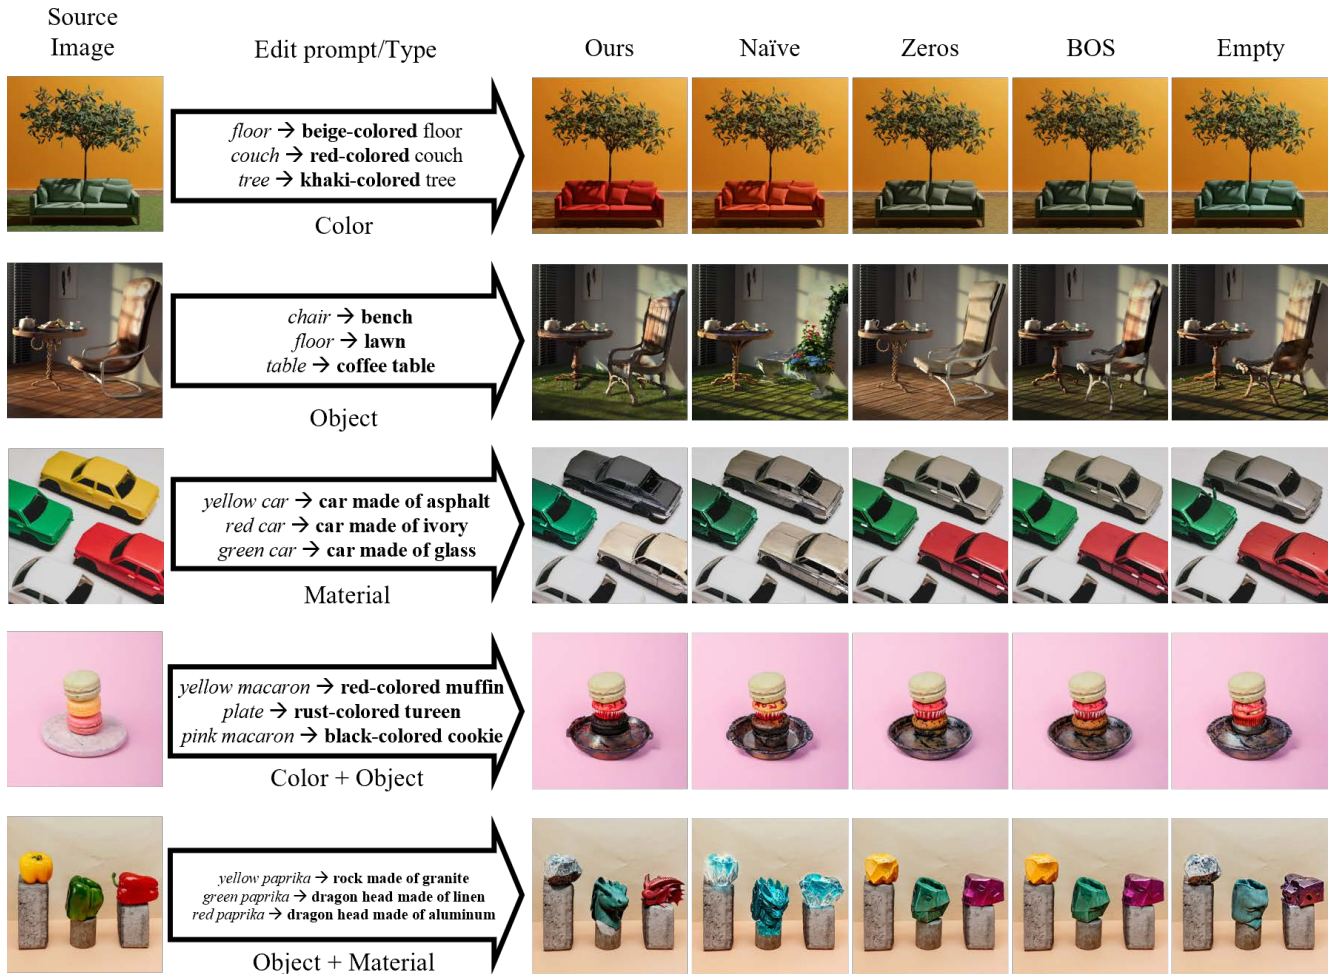 Source
Image
Edit prompt/Type
Ours
Naïve
Zeros
BOS
Empty
floor → beige-colored floor
couch → red-colored couch
tree → khaki-colored tree
Color
chair → bench
floor → lawn
table → coffee table
Object
yellow car → car made of asphalt
red car → car made of ivory
green car → car made of glass
Material
yellow macaron → red-colored muffin
plate → rust-colored tureen
pink macaron → black-colored cookie
Color + Object
yellow paprika → rock made of granite
green paprika → dragon head made of linen
red paprika → dragon head made of aluminum
Object + Material